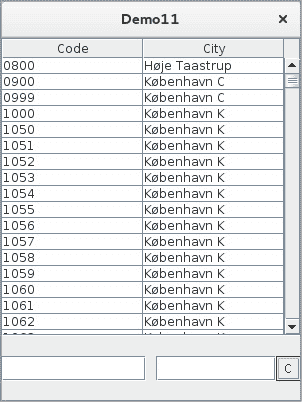 Demo11 ×
Code City
0800 Høje Taastrup
0900 København C
0999 København C
1000 København K
1050 København K
1051 København K
1052 København K
1053 København K
1054 København K
1055 København K
1056 København K
1057 København K
1058 København K
1059 København K
1060 København K
1061 København K
1062 København K
C